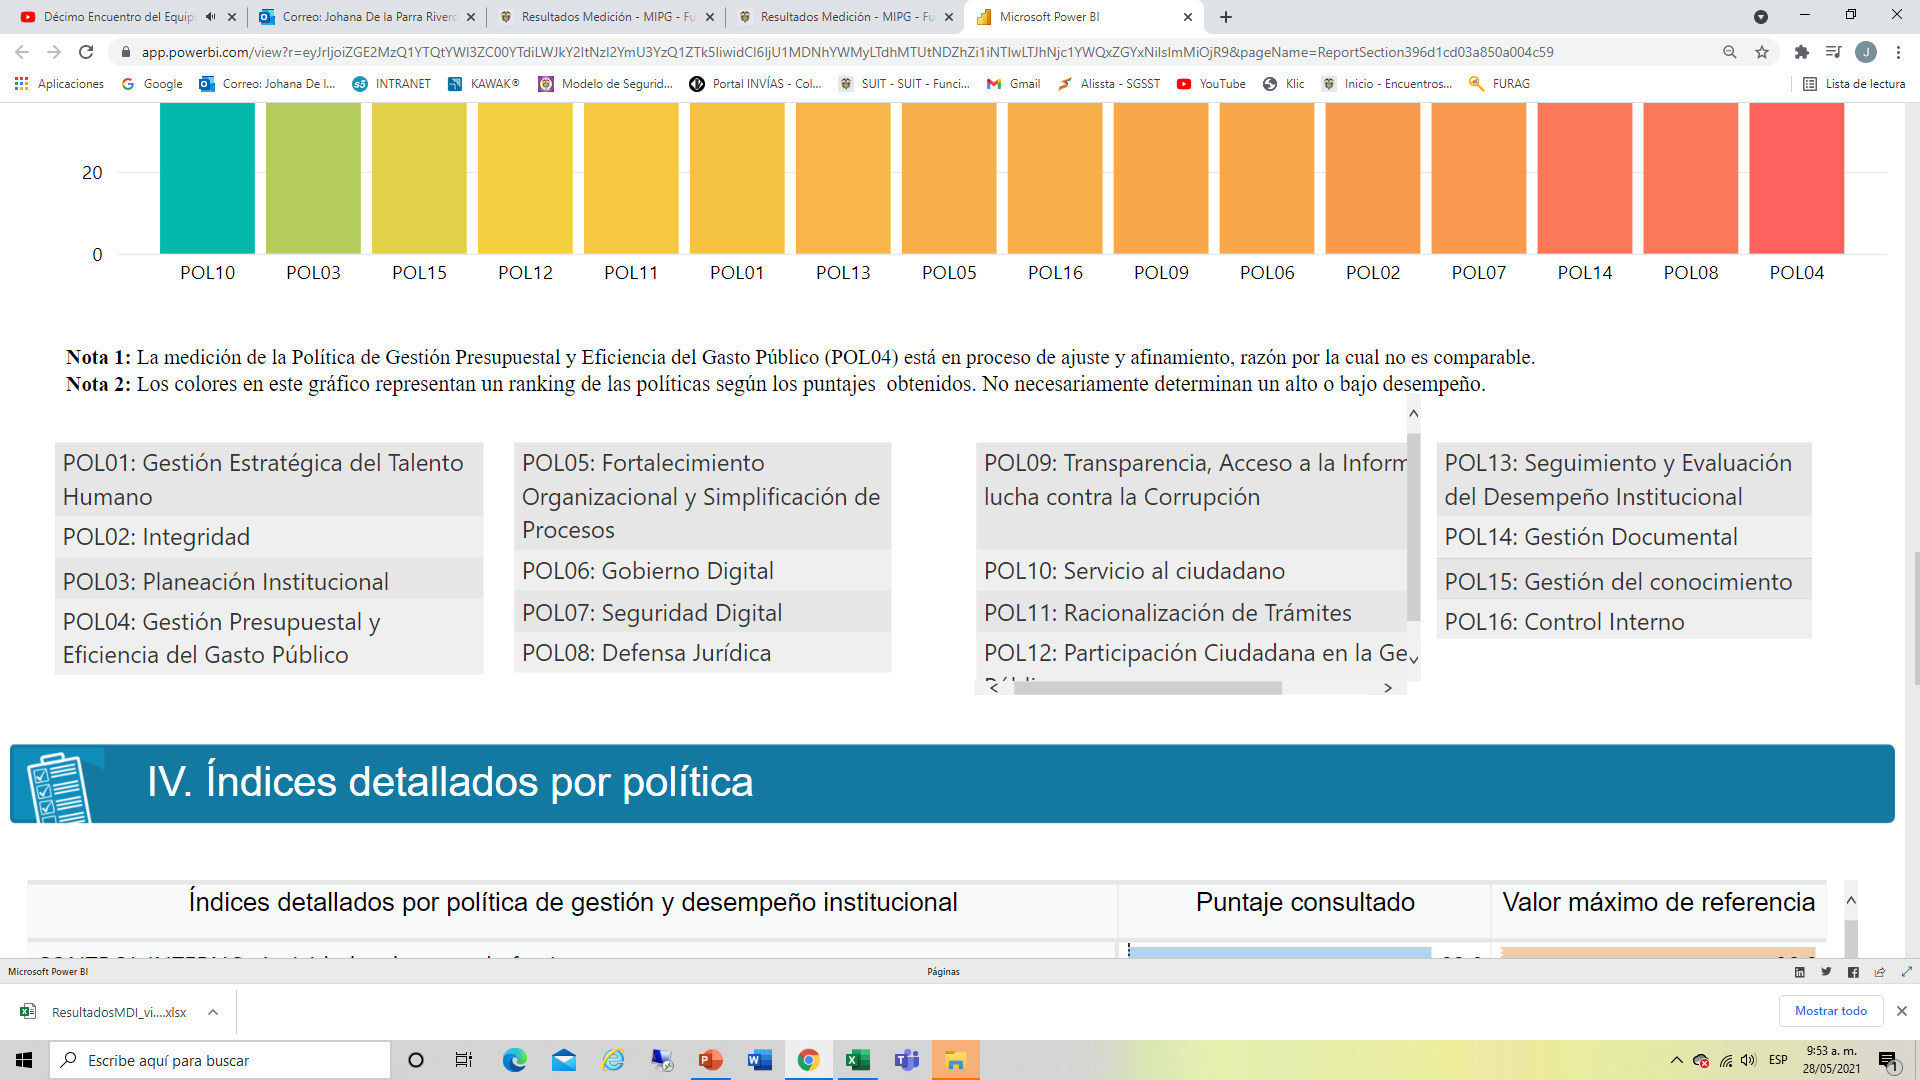 Décimo Encuentro del Equip
Correo: Johana De la Parra Rivero
Resultados Medición - MIPG - Fu
Resultados Medición - MIPG - Fu
Microsoft Power BI
app.powerbi.com/view?r=eyJrIjoiZGE2MzQ1YTQtYWI3ZC00YTdiLWJkY2ItNzI2YmU3YzQ1ZTk5IiwidCI6IjU1MDNhYWMyLTdhMTUtNDZhZi1iNTIwLTJhNjc1YWQxZGYxNiIsImMiOjR9&pageName=ReportSection396d1cd03a850a004c59
J
Aplicaciones
Google
Correo: Johana De l...
INTRANET
KAWAK®
Modelo de Segurid...
Portal INVÍAS - Col...
SUIT - SUIT - Funci...
Gmail
Alissta - SGSST
YouTube
Klic
Inicio - Encuentros...
FURAG
Lista de lectura
20
0
POL10 POL03 POL15 POL12 POL11 POL01 POL13 POL05 POL16 POL09 POL06 POL02 POL07 POL14 POL08 POL04
Nota 1: La medición de la Política de Gestión Presupuestal y Eficiencia del Gasto Público (POL04) está en proceso de ajuste y afinamiento, razón por la cual no es comparable.
Nota 2: Los colores en este gráfico representan un ranking de las políticas según los puntajes obtenidos. No necesariamente determinan un alto o bajo desempeño.
POL01: Gestión Estratégica del Talento
Humano
POL02: Integridad
POL03: Planeación Institucional
POL04: Gestión Presupuestal y
Eficiencia del Gasto Público
POL05: Fortalecimiento
Organizacional y Simplificación de
Procesos
POL06: Gobierno Digital
POL07: Seguridad Digital
POL08: Defensa Jurídica
POL09: Transparencia, Acceso a la Inform
lucha contra la Corrupción
POL10: Servicio al ciudadano
POL11: Racionalización de Trámites
POL12: Participación Ciudadana en la Ge
POL13: Seguimiento y Evaluación
del Desempeño Institucional
POL14: Gestión Documental
POL15: Gestión del conocimiento
POL16: Control Interno
IV. Índices detallados por política
Índices detallados por política de gestión y desempeño institucional
Puntaje consultado
Valor máximo de referencia
Microsoft Power BI
Páginas
ResultadosMDI_vi....xlsx
Mostrar todo
Escribe aquí para buscar
ESP
9:53 a. m.
28/05/2021
1